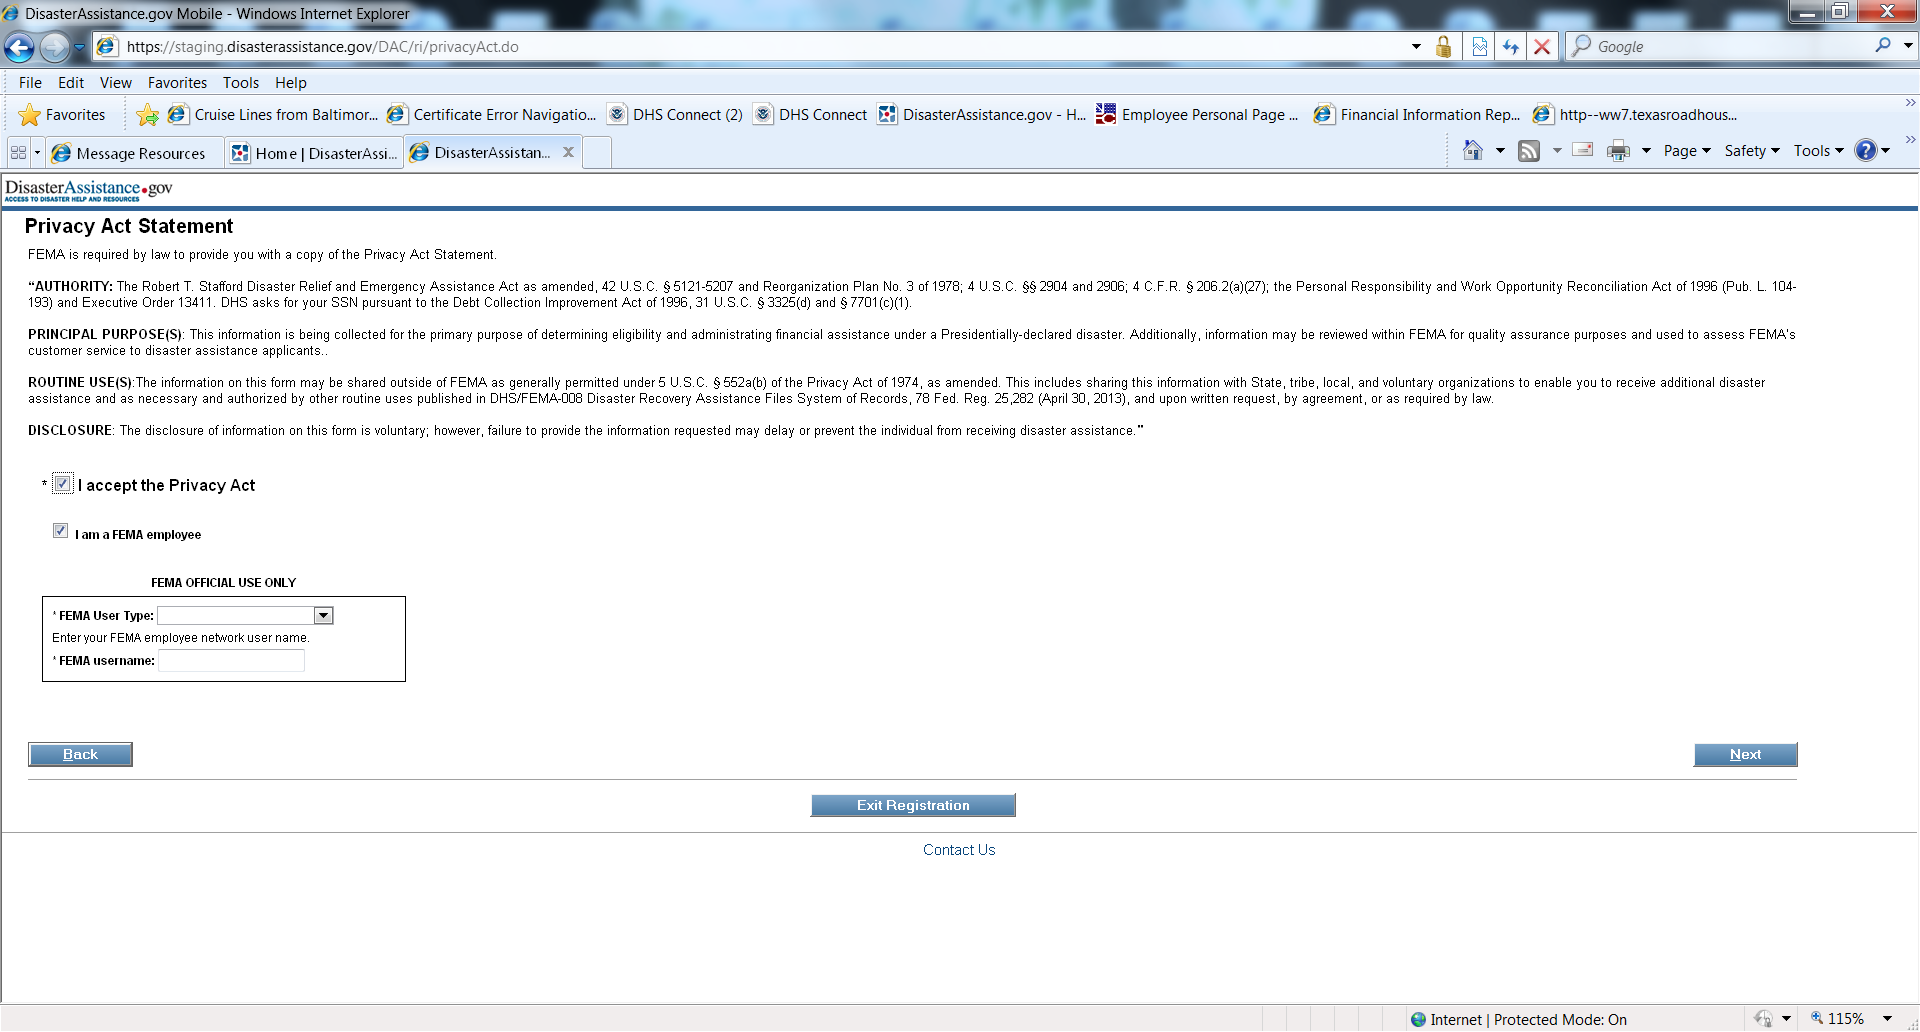 DisasterAssistance.gov Mobile - Windows Internet Explorer
https://staging.disasterassistance.gov/DAC/ri/privacyAct.do
Google
File Edit View Favorites Tools Help
Favorites Cruise Lines from Baltimor... Certificate Error Navigatio... DHS Connect (2) DHS Connect DisasterAssistance.gov - H... Employee Personal Page ... Financial Information Rep... http--ww7.texasroadhous...
Message Resources Home | DisasterAssi... DisasterAssistan... Page Safety Tools
DisasterAssistance.gov
ACCESS TO DISASTER HELP AND RESOURCES
Privacy Act Statement
FEMA is required by law to provide you with a copy of the Privacy Act Statement.
“AUTHORITY: The Robert T. Stafford Disaster Relief and Emergency Assistance Act as amended, 42 U.S.C. § 5121-5207 and Reorganization Plan No. 3 of 1978; 4 U.S.C. §§ 2904 and 2906; 4 C.F.R. § 206.2(a)(27); the Personal Responsibility and Work Opportunity Reconciliation Act of 1996 (Pub. L. 104-
193) and Executive Order 13411. DHS asks for your SSN pursuant to the Debt Collection Improvement Act of 1996, 31 U.S.C. § 3325(d) and § 7701(c)(1).
PRINCIPAL PURPOSE(S): This information is being collected for the primary purpose of determining eligibility and administrating financial assistance under a Presidentially-declared disaster. Additionally, information may be reviewed within FEMA for quality assurance purposes and used to assess FEMA's
customer service to disaster assistance applicants..
ROUTINE USE(S):The information on this form may be shared outside of FEMA as generally permitted under 5 U.S.C. § 552a(b) of the Privacy Act of 1974, as amended. This includes sharing this information with State, tribe, local, and voluntary organizations to enable you to receive additional disaster
assistance and as necessary and authorized by other routine uses published in DHS/FEMA-008 Disaster Recovery Assistance Files System of Records, 78 Fed. Reg. 25,282 (April 30, 2013), and upon written request, by agreement, or as required by law.
DISCLOSURE: The disclosure of information on this form is voluntary; however, failure to provide the information requested may delay or prevent the individual from receiving disaster assistance.”
* I accept the Privacy Act
I am a FEMA employee
FEMA OFFICIAL USE ONLY
* FEMA User Type:
Enter your FEMA employee network user name.
* FEMA username:
Back
Next
Exit Registration
Contact Us
Internet | Protected Mode: On
115%